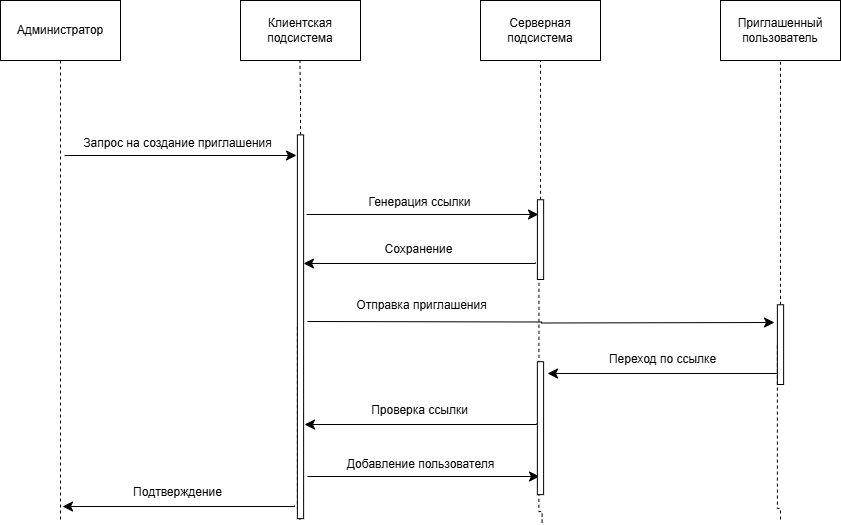 Администратор
Клиентская
подсистема
Серверная
подсистема
Приглашенный
пользователь
Запрос на создание приглашения
Генерация ссылки
Сохранение
Отправка приглашения
Переход по ссылке
Проверка ссылки
Добавление пользователя
Подтверждение